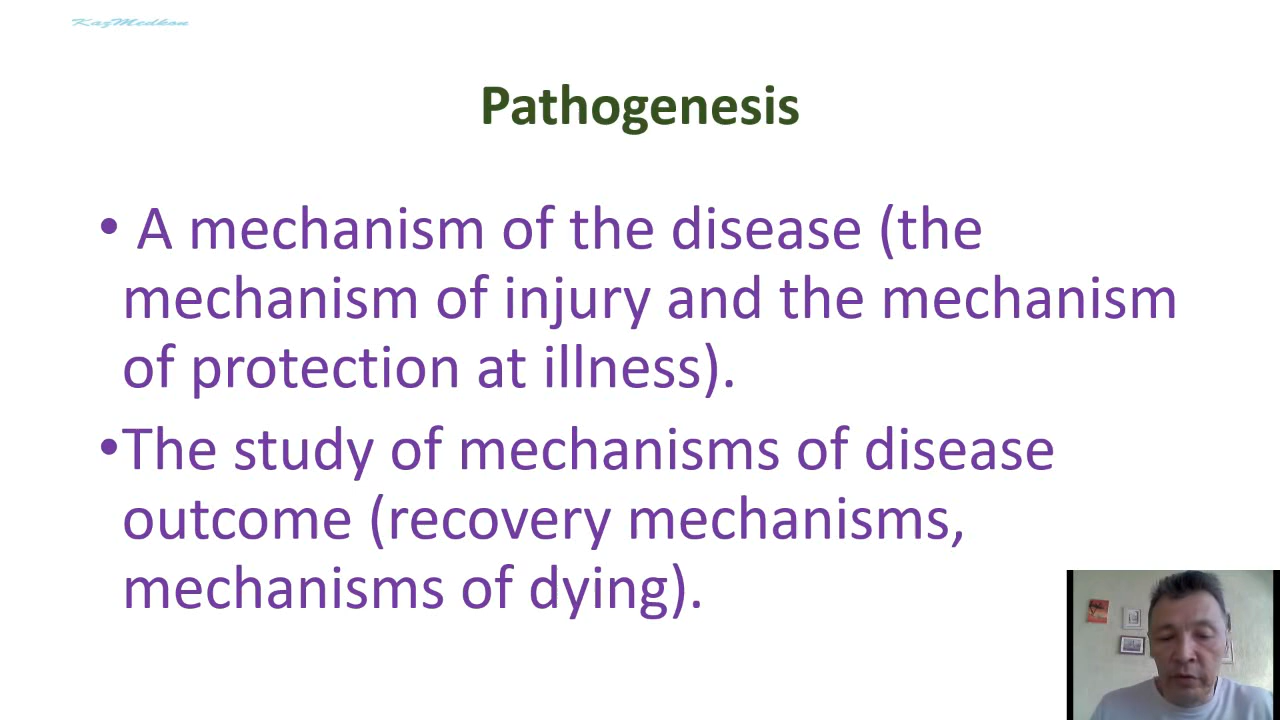 KazMedkon
Pathogenesis
• A mechanism of the disease (the
mechanism of injury and the mechanism
of protection at illness).
•The study of mechanisms of disease
outcome (recovery mechanisms,
mechanisms of dying).